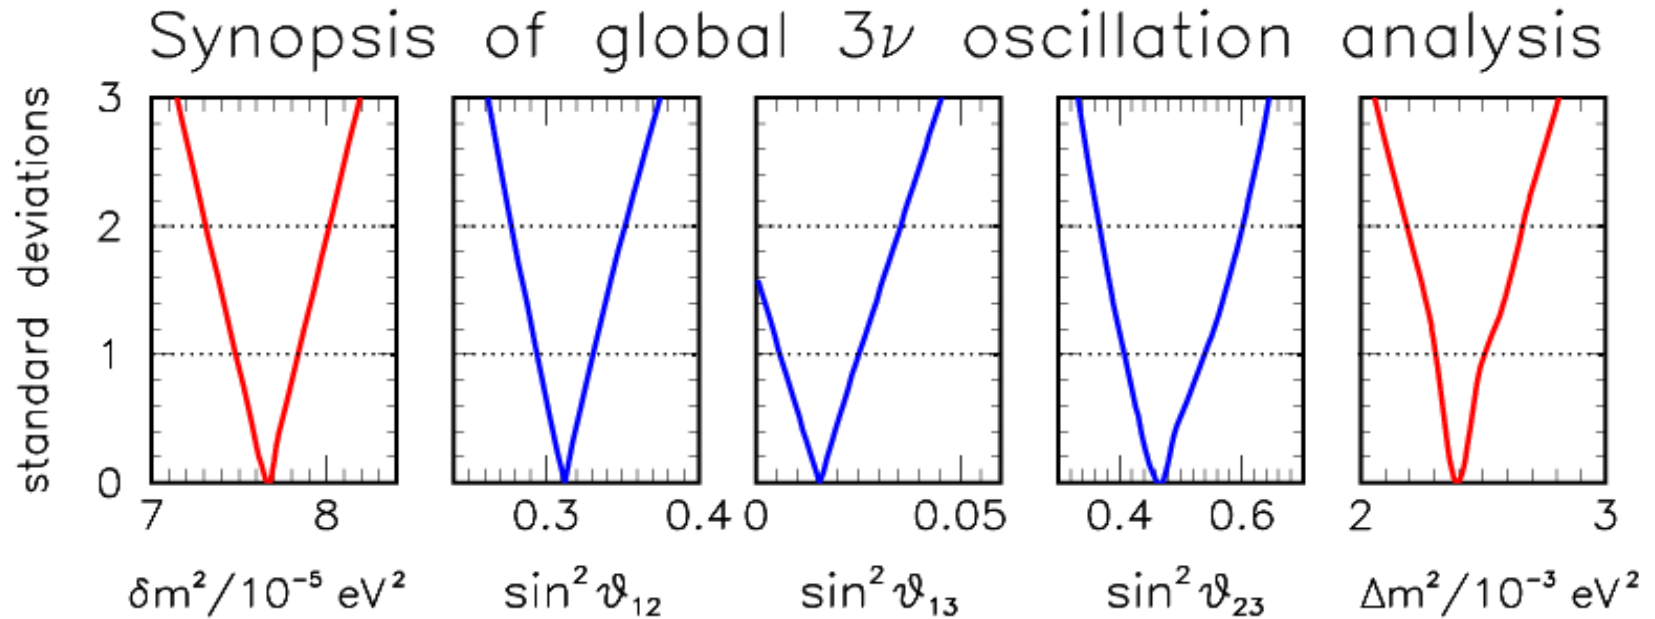 Synopsis of global 3ν oscillation analysis
standard deviations
3
2
1
0
7 8
0.3 0.4
0 0.05
0.4 0.6
2 3
δm²/10⁻⁵ eV²
sin²ϑ₁₂
sin²ϑ₁₃
sin²ϑ₂₃
Δm²/10⁻³ eV²